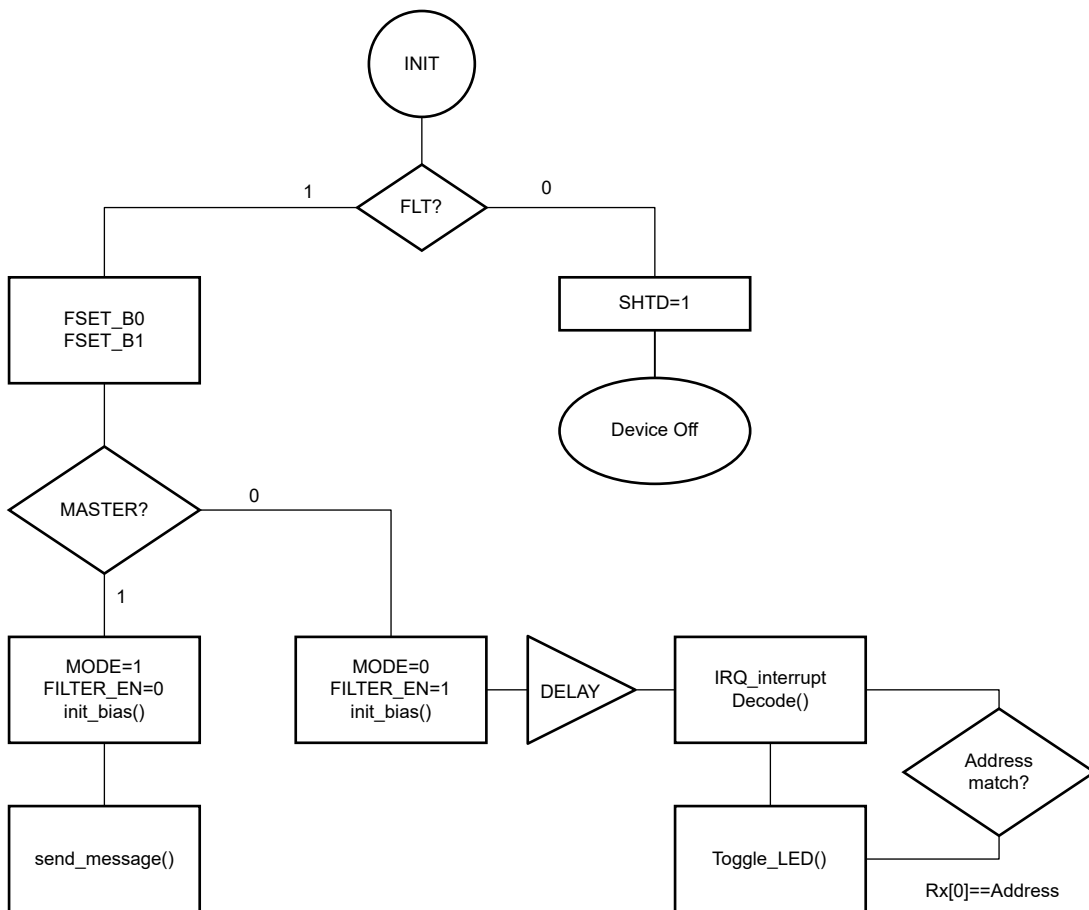 INIT
1
0
FLT?
FSET_B0
FSET_B1
SHTD=1
Device Off
MASTER?
0
1
MODE=1
FILTER_EN=0
init_bias()
MODE=0
FILTER_EN=1
init_bias()
DELAY
IRQ_interrupt
Decode()
Address
match?
send_message()
Toggle_LED()
Rx[0]==Address